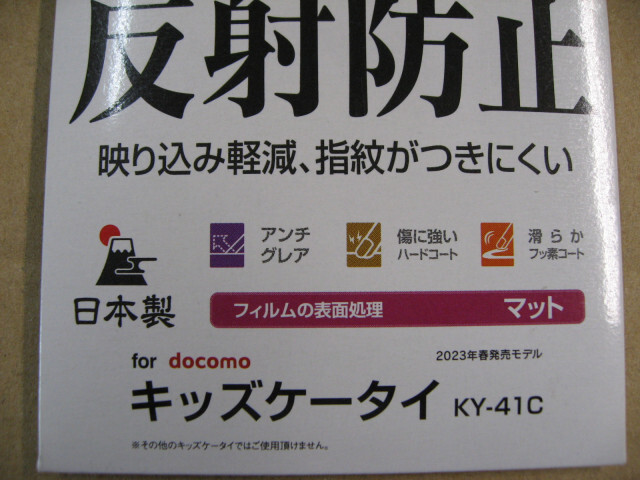 反射防止
映り込み軽減、指紋がつきにくい
アンチ
グレア
傷に強い
ハードコート
滑らか
フッ素コート
日本製
フィルムの表面処理 マット
for docomo
2023年春発売モデル
キッズケータイ KY-41C
※その他のキッズケータイではご使用頂けません。